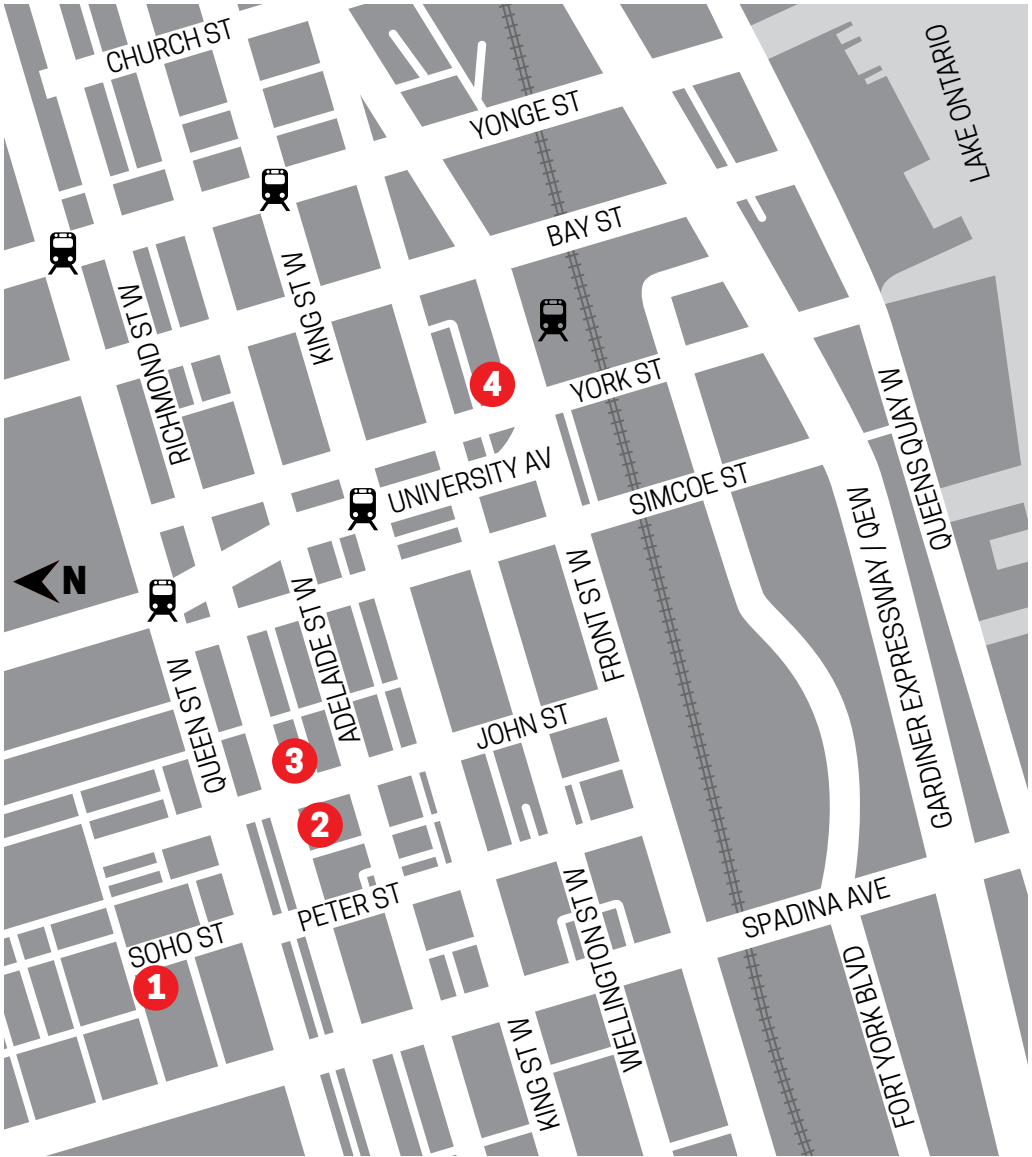 CHURCH ST
LAKE ONTARIO
YONGE ST
BAY ST
RICHMOND ST W
KING ST W
4
YORK ST
QUEENS QUAY W
UNIVERSITY AV
SIMCOE ST
GARDINER EXPRESSWAY / QEW
N
ADELAIDE ST W
FRONT ST W
QUEEN ST W
JOHN ST
3
2
PETER ST
WELLINGTON ST W
SPADINA AVE
SOHO ST
1
KING ST W
FORT YORK BLVD